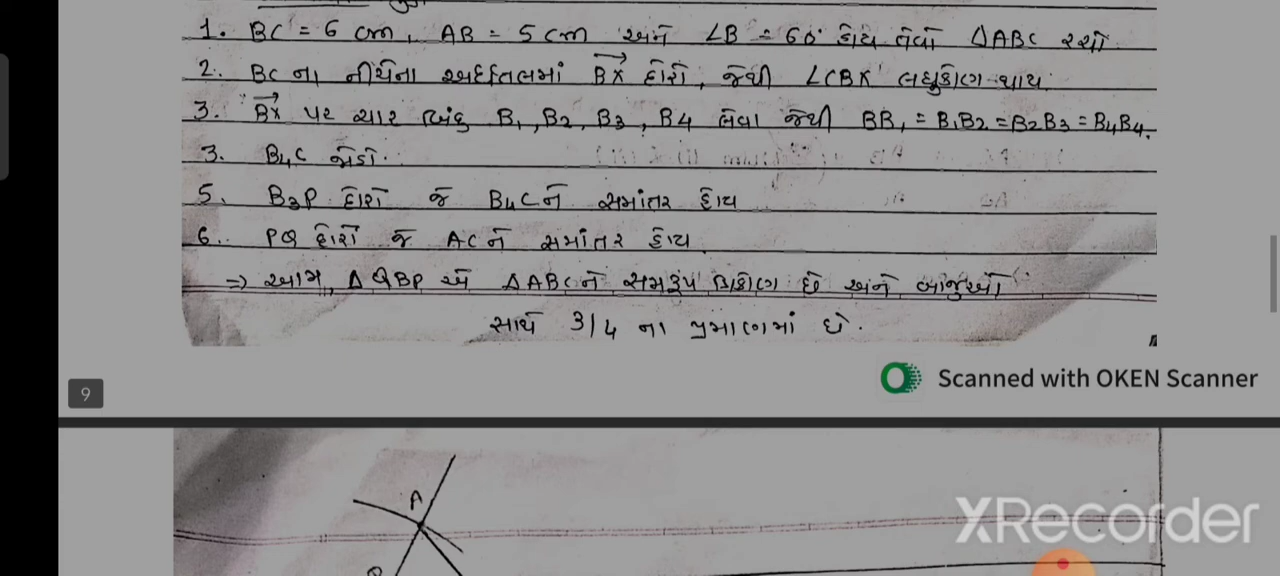 1. BC = 6 cm, AB = 5 cm અને ∠B = 60° હોય તેવો ΔABC રચો.
2. BC ના નીચેના અર્ધતલમાં BX→ દોરો, જેથી ∠CBX લઘુકોણ થાય.
3. BX→ પર ચાર બિંદુ B1, B2, B3, B4 લેવા જેથી BB1 = B1B2 = B2B3 = B4B4.
3. B4C જોડો.
5. B3P દોરો જે B4C ને સમાંતર હોય
6. PQ દોરો જે AC ને સમાંતર હોય
⇒ આમ, ΔQBP એ ΔABC ને સમરૂપ ત્રિકોણ છે અને બાજુઓ
સાથે 3/4 ના પ્રમાણમાં છે.
9
Scanned with OKEN Scanner
A
XRecorder